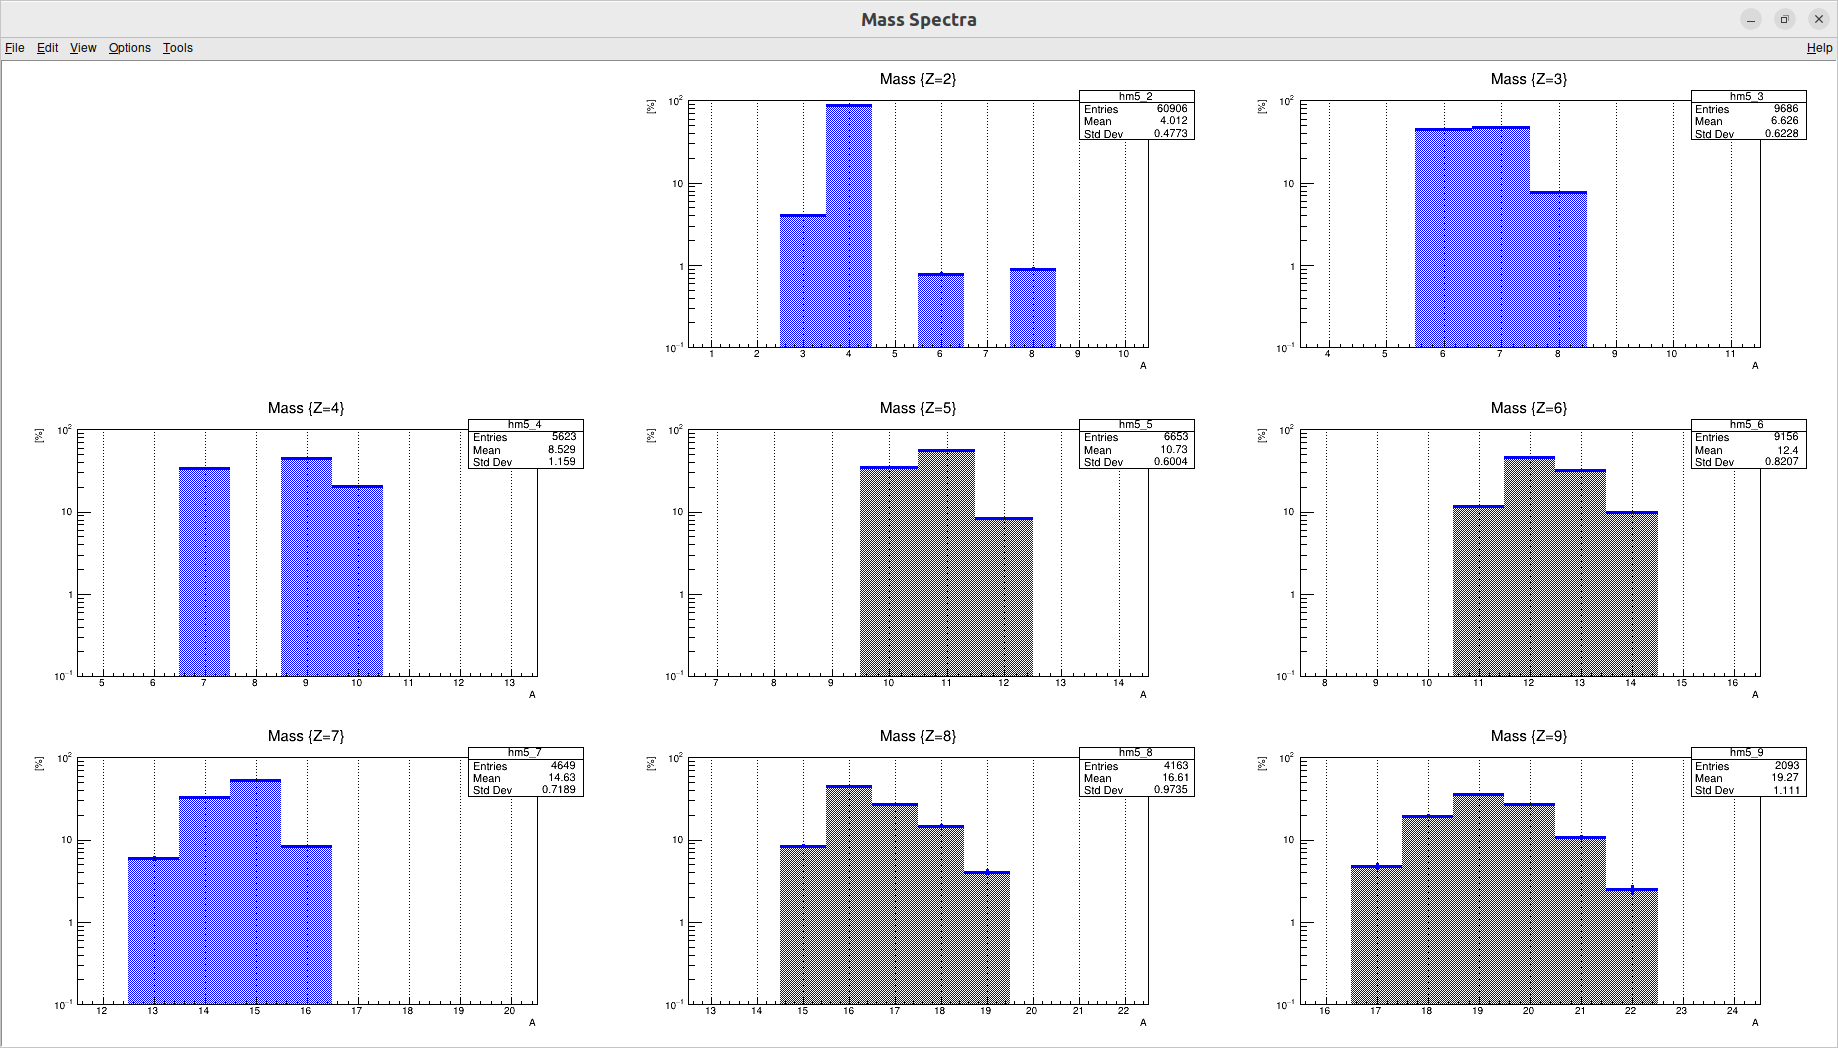 Mass Spectra
File Edit View Options Tools Help
Mass {Z=2}
[%]
10²
10
1
10⁻¹
1 2 3 4 5 6 7 8 9 10
A
hm5_2
Entries 60906
Mean 4.012
Std Dev 0.4773
Mass {Z=3}
[%]
10²
10
1
10⁻¹
4 5 6 7 8 9 10 11
A
hm5_3
Entries 9686
Mean 6.626
Std Dev 0.6228
Mass {Z=4}
[%]
10²
10
1
10⁻¹
5 6 7 8 9 10 11 12 13
A
hm5_4
Entries 5623
Mean 8.529
Std Dev 1.159
Mass {Z=5}
[%]
10²
10
1
10⁻¹
7 8 9 10 11 12 13 14
A
hm5_5
Entries 6653
Mean 10.73
Std Dev 0.6004
Mass {Z=6}
[%]
10²
10
1
10⁻¹
8 9 10 11 12 13 14 15 16
A
hm5_6
Entries 9156
Mean 12.4
Std Dev 0.8207
Mass {Z=7}
[%]
10²
10
1
10⁻¹
12 13 14 15 16 17 18 19 20
A
hm5_7
Entries 4649
Mean 14.63
Std Dev 0.7189
Mass {Z=8}
[%]
10²
10
1
10⁻¹
13 14 15 16 17 18 19 20 21 22
A
hm5_8
Entries 4163
Mean 16.61
Std Dev 0.9735
Mass {Z=9}
[%]
10²
10
1
10⁻¹
16 17 18 19 20 21 22 23 24
A
hm5_9
Entries 2093
Mean 19.27
Std Dev 1.111